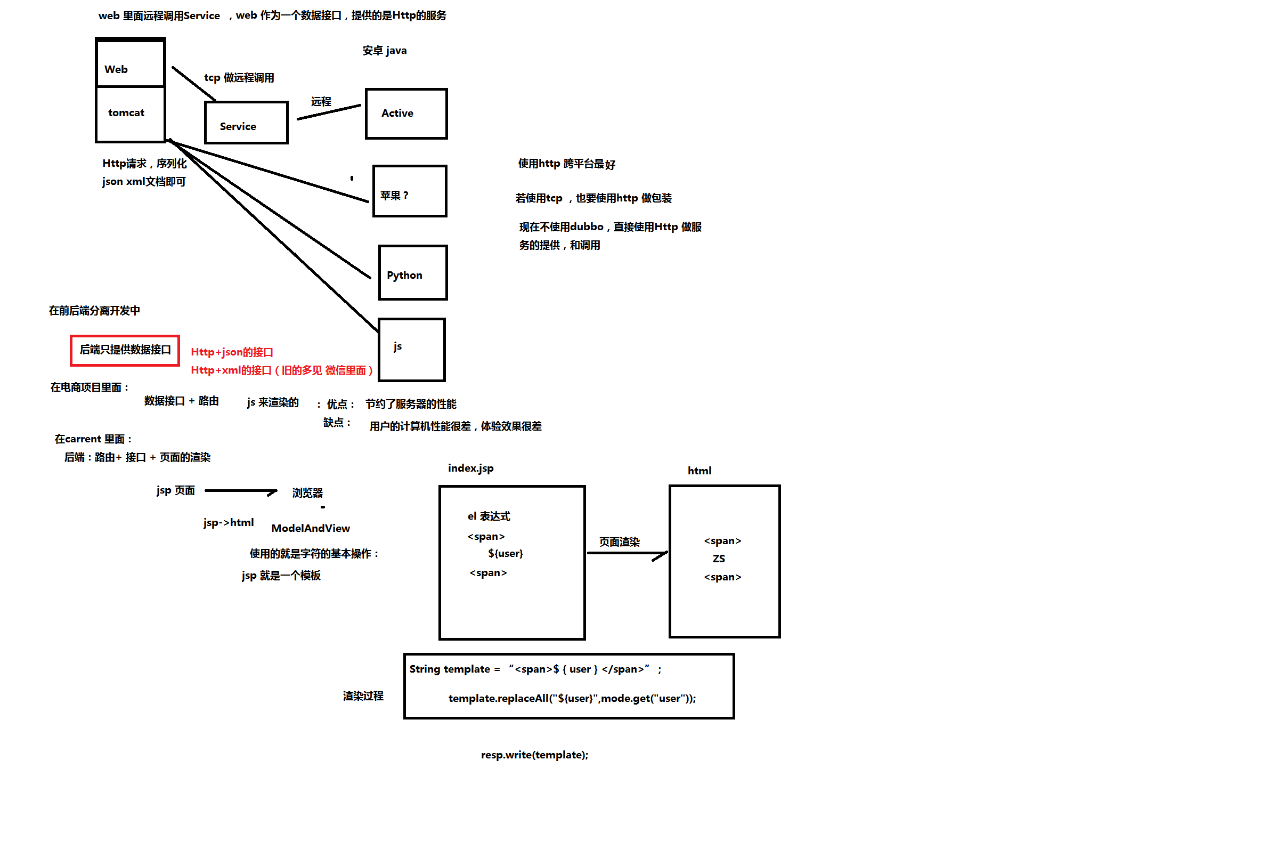 web 里面远程调用Service ，web 作为一个数据接口，提供的是Http的服务
安卓 java
Web
tcp 做远程调用
远程
tomcat
Service
Active
Http请求，序列化
json xml文档即可
使用http 跨平台是好
苹果？
若使用tcp ，也要使用http 做包装
现在不使用dubbo，直接使用Http 做服
务的提供，和调用
Python
在前后端分离开发中
后端只提供数据接口
Http+json的接口
Http+xml的接口（旧的多见 微信里面）
js
在电商项目里面：
数据接口 + 路由
js 来渲染的
： 优点： 节约了服务器的性能
缺点： 用户的计算机性能很差，体验效果很差
在carrent 里面：
后端：路由+ 接口 + 页面的渲染
index.jsp
html
jsp 页面
浏览器
jsp->html
ModelAndView
使用的就是字符的基本操作：
jsp 就是一个模板
el 表达式
<span>
${user}
<span>
页面渲染
<span>
ZS
<span>
渲染过程
String template = “<span>$ { user } </span>” ；
template.replaceAll("${user}",mode.get("user"));
resp.write(template);